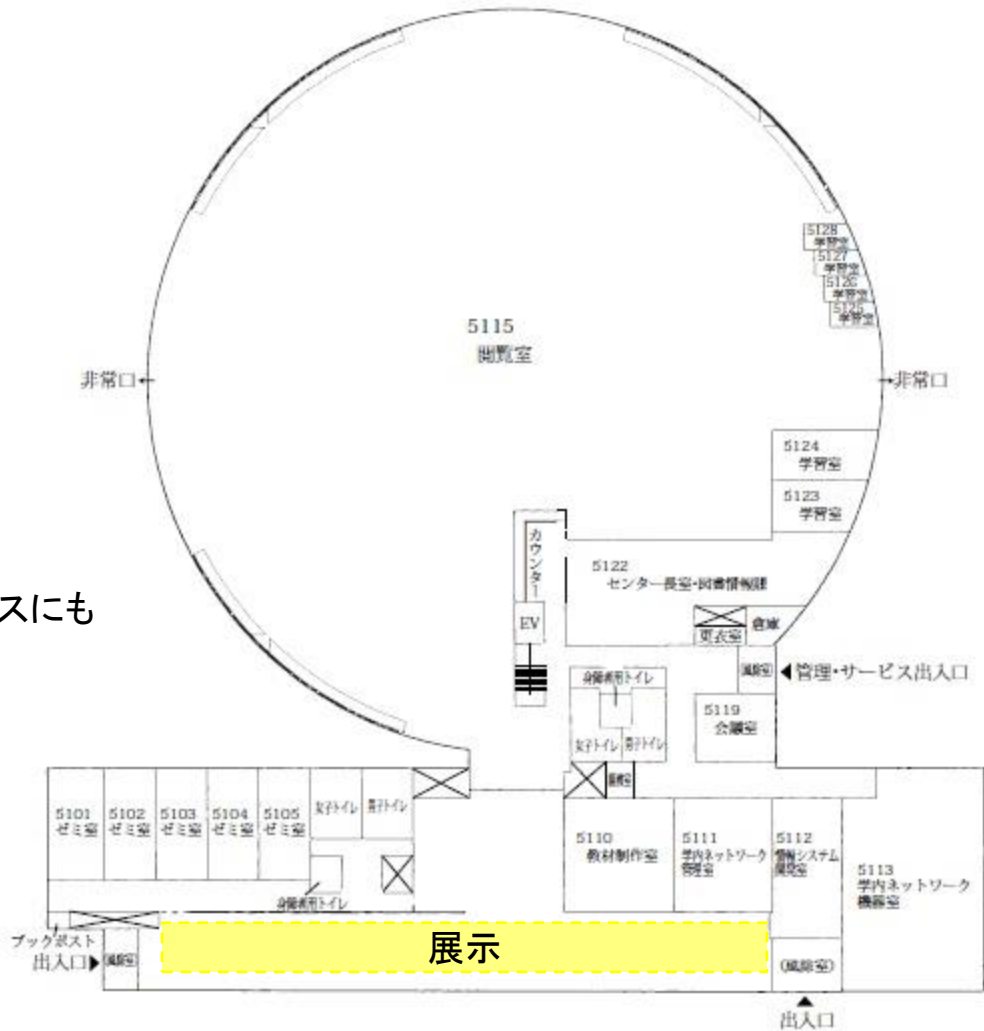 5128
学習室
5127
学習室
5126
学習室
5125
学習室
5115
閲覧室
非常口
非常口
5124
学習室
5123
学習室
カウンター
5122
センター長室・図書情報課
スにも
EV
倉庫
更衣室
風除室
管理・サービス出入口
身障者用トイレ
5119
会議室
女子トイレ
男子トイレ
5101
ゼミ室
5102
ゼミ室
5103
ゼミ室
5104
ゼミ室
5105
ゼミ室
女子トイレ
男子トイレ
5110
教材制作室
5111
学内ネットワーク
管理室
5112
情報システム
開発室
5113
学内ネットワーク
機器室
身障者用トイレ
ブックポスト
出入口
風除室
展示
(風除室)
出入口